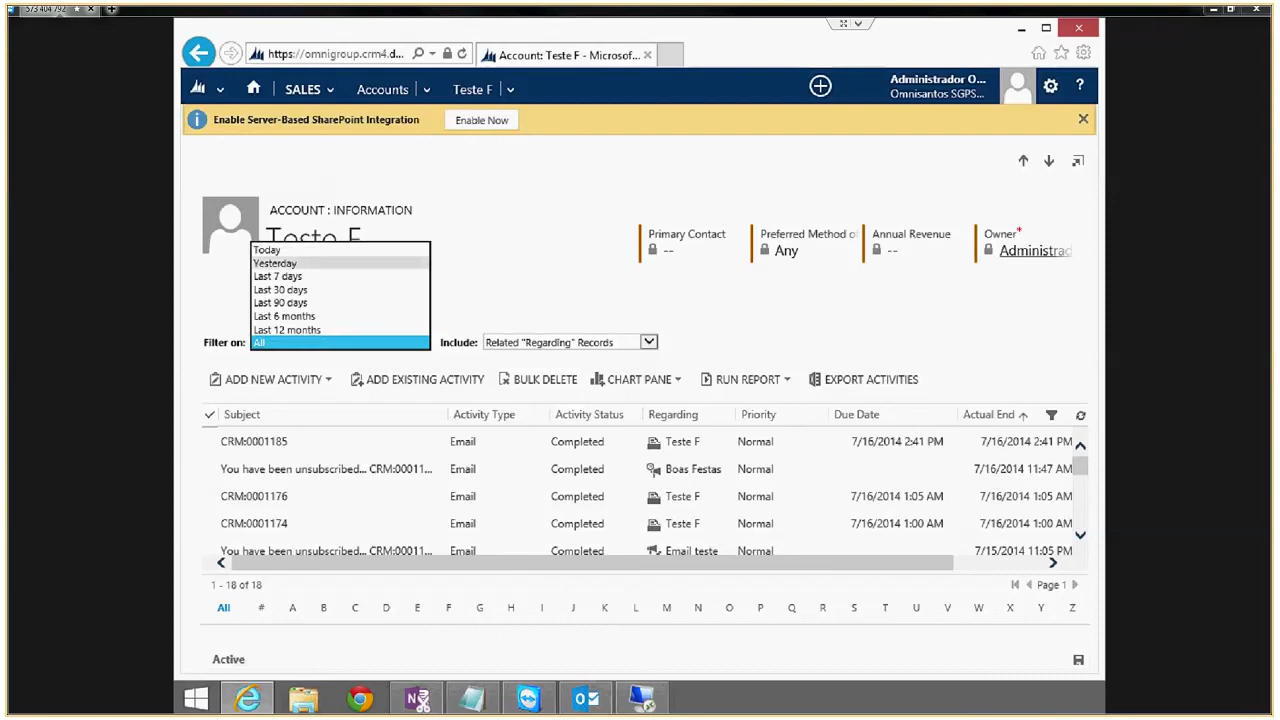 573 404 792
https://omnigroup.crm4.d...
Account: Teste F - Microsof...
SALES
Accounts
Teste F
Administrador O...
Omnisantos SGPS...
?
Enable Server-Based SharePoint Integration
Enable Now
ACCOUNT : INFORMATION
Teste F
Primary Contact
--
Preferred Method of
Any
Annual Revenue
--
Owner*
Administrad
Today
Yesterday
Last 7 days
Last 30 days
Last 90 days
Last 6 months
Last 12 months
Filter on:
All
Include:
Related "Regarding" Records
ADD NEW ACTIVITY
ADD EXISTING ACTIVITY
BULK DELETE
CHART PANE
RUN REPORT
EXPORT ACTIVITIES
Subject Activity Type Activity Status Regarding Priority Due Date Actual End
CRM:0001185 Email Completed Teste F Normal 7/16/2014 2:41 PM 7/16/2014 2:41 PM
You have been unsubscribed... CRM:00011... Email Completed Boas Festas Normal 7/16/2014 11:47 AM
CRM:0001176 Email Completed Teste F Normal 7/16/2014 1:05 AM 7/16/2014 1:05 AM
CRM:0001174 Email Completed Teste F Normal 7/16/2014 1:00 AM 7/16/2014 1:00 AM
You have been unsubscribed... CRM:00011... Email Completed Email teste Normal 7/15/2014 11:05 PM
1 - 18 of 18
Page 1
All # A B C D E F G H I J K L M N O P Q R S T U V W X Y Z
Active